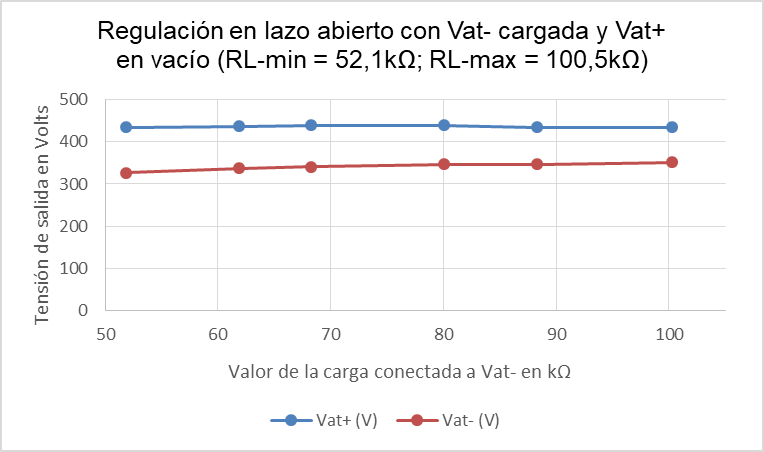 Regulación en lazo abierto con Vat- cargada y Vat+
en vacío (RL-min = 52,1kΩ; RL-max = 100,5kΩ)
500
400
300
200
100
0
Tensión de salida en Volts
50 60 70 80 90 100
Valor de la carga conectada a Vat- en kΩ
Vat+ (V) Vat- (V)